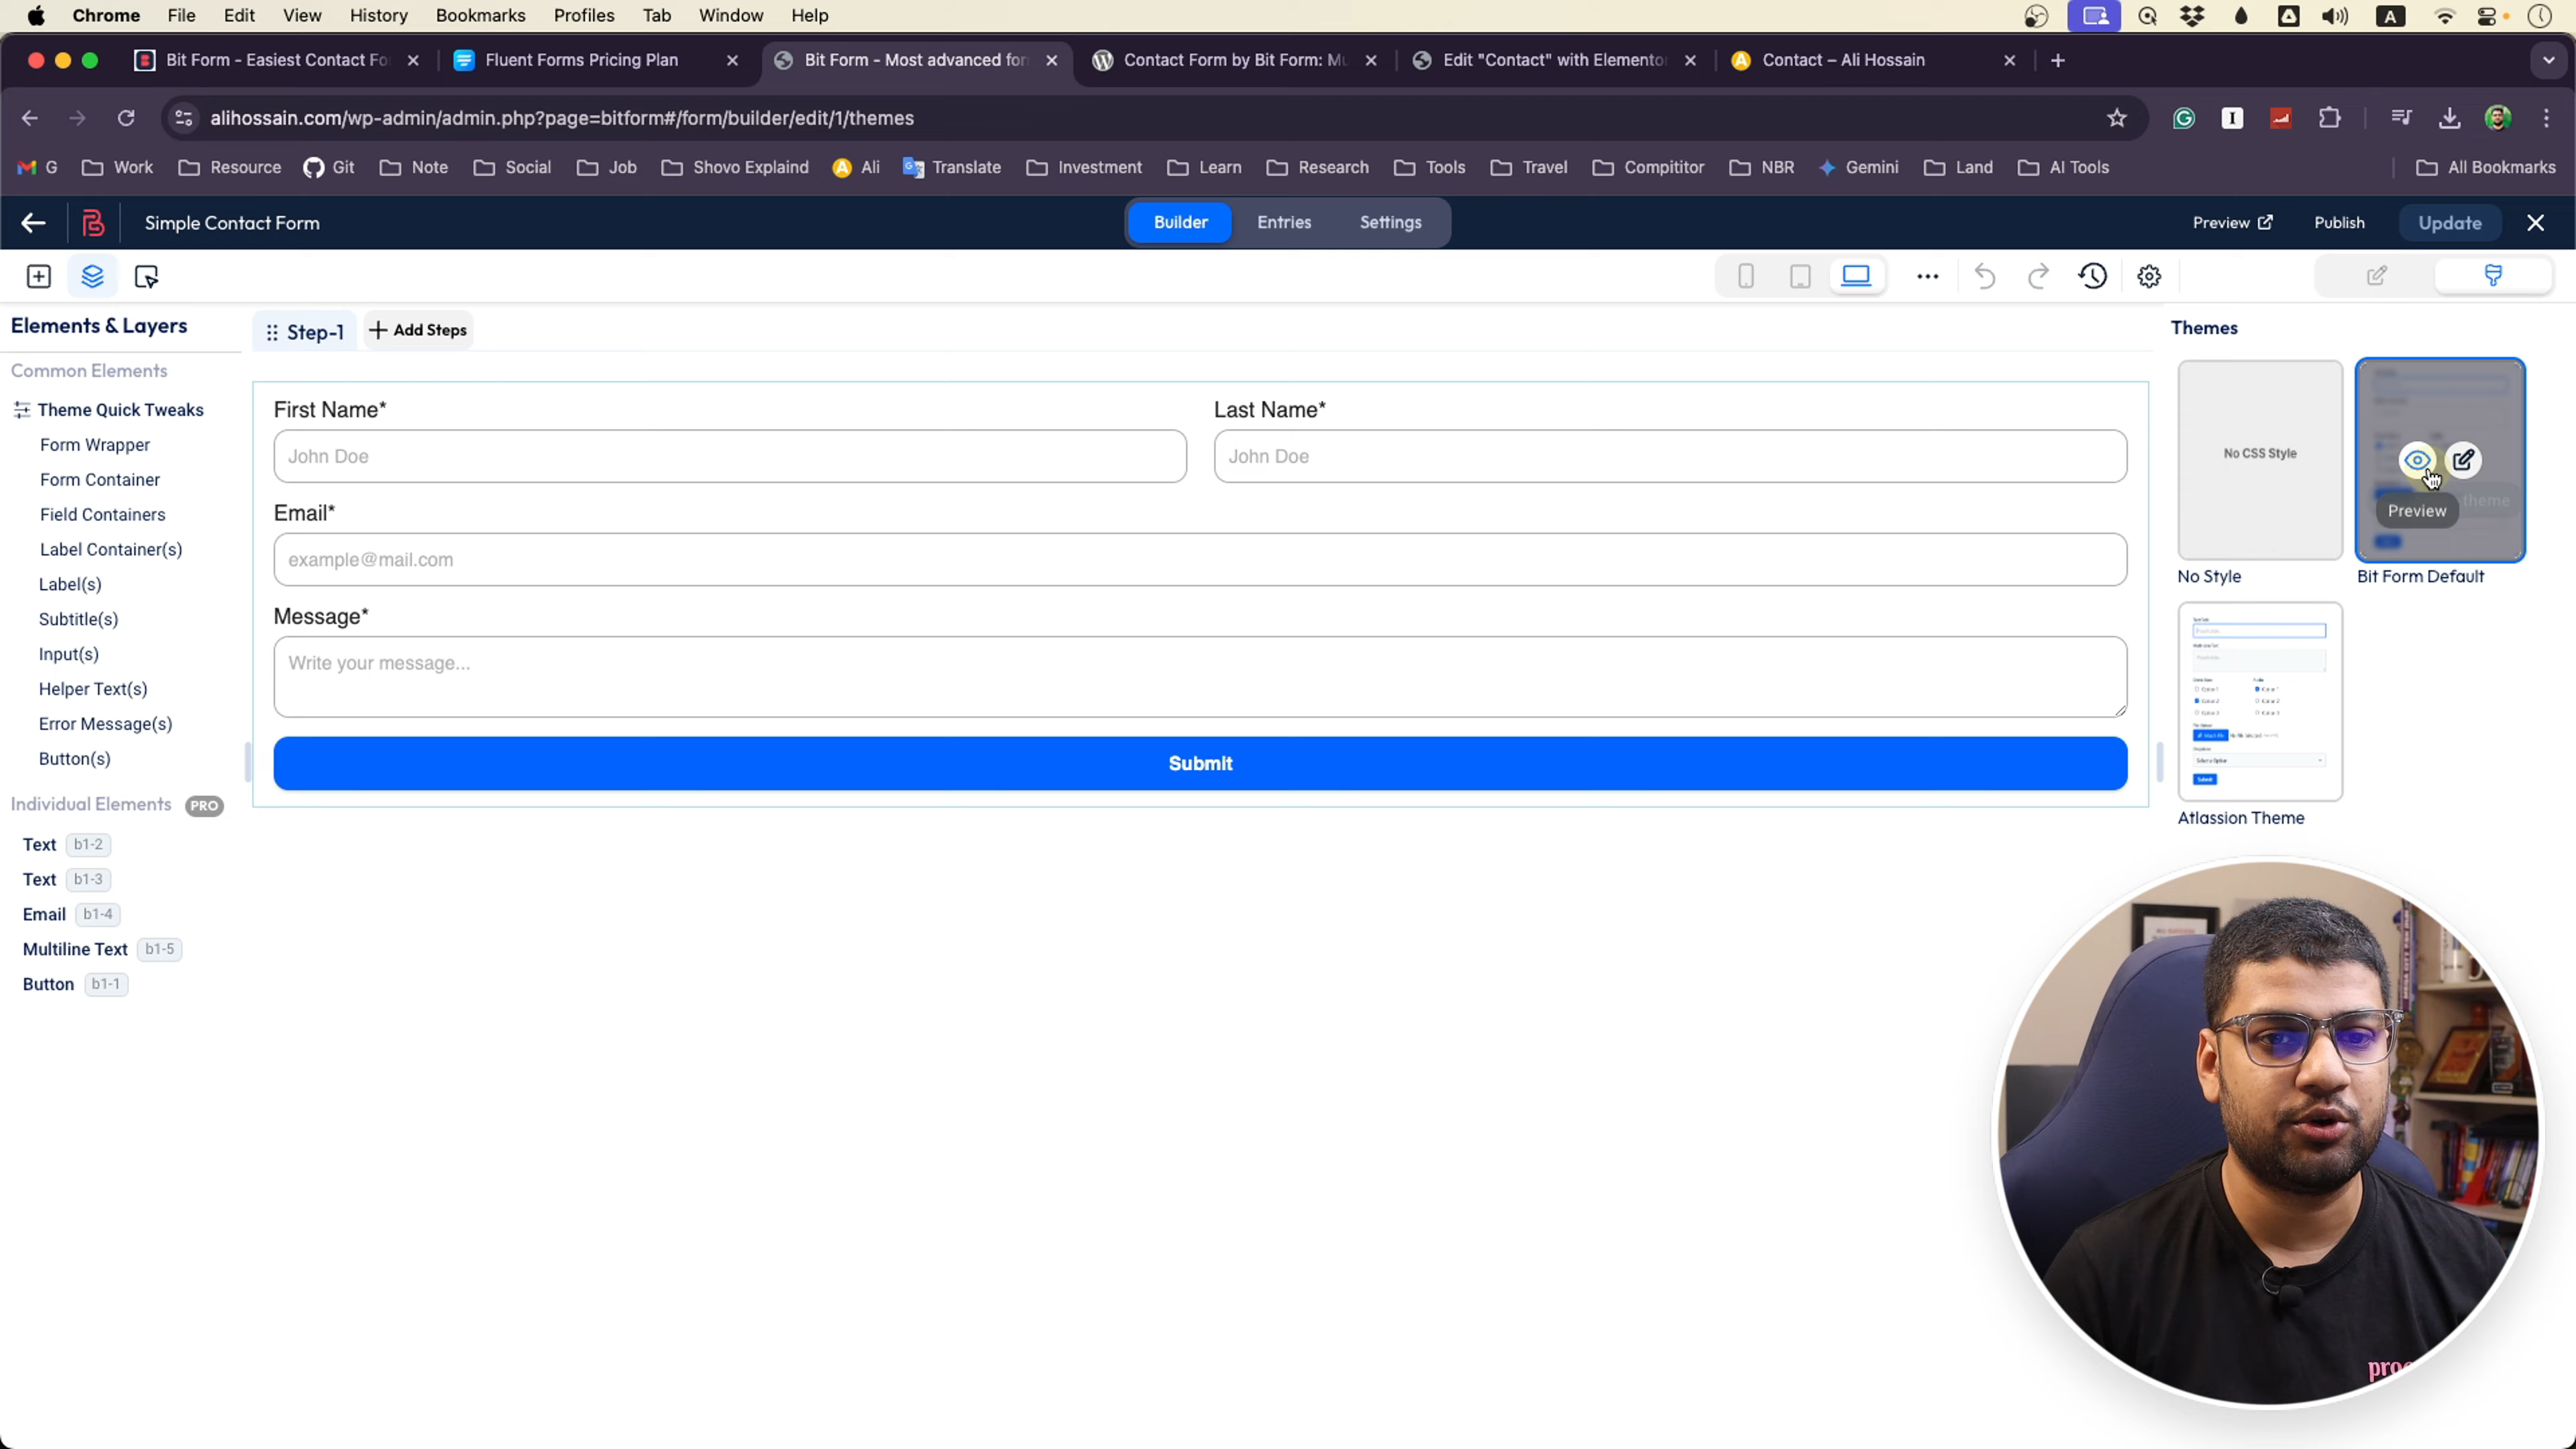 Chrome File Edit View History Bookmarks Profiles Tab Window Help
Bit Form - Easiest Contact Fo
Fluent Forms Pricing Plan
Bit Form - Most advanced for
Contact Form by Bit Form: Mu
Edit "Contact" with Elemento
Contact – Ali Hossain
alihossain.com/wp-admin/admin.php?page=bitform#/form/builder/edit/1/themes
G Work Resource Git Note Social Job Shovo Explaind Ali Translate Investment Learn Research Tools Travel Compititor NBR Gemini Land AI Tools All Bookmarks
Simple Contact Form
Builder Entries Settings
Preview Publish Update
Elements & Layers
Common Elements
Theme Quick Tweaks
Form Wrapper
Form Container
Field Containers
Label Container(s)
Label(s)
Subtitle(s)
Input(s)
Helper Text(s)
Error Message(s)
Button(s)
Individual Elements PRO
Text b1-2
Text b1-3
Email b1-4
Multiline Text b1-5
Button b1-1
Step-1 Add Steps
First Name* Last Name*
John Doe John Doe
Email*
example@mail.com
Message*
Write your message...
Submit
Themes
No CSS Style
theme
Preview
No Style Bit Form Default
Select a Option
Submit
Atlassion Theme